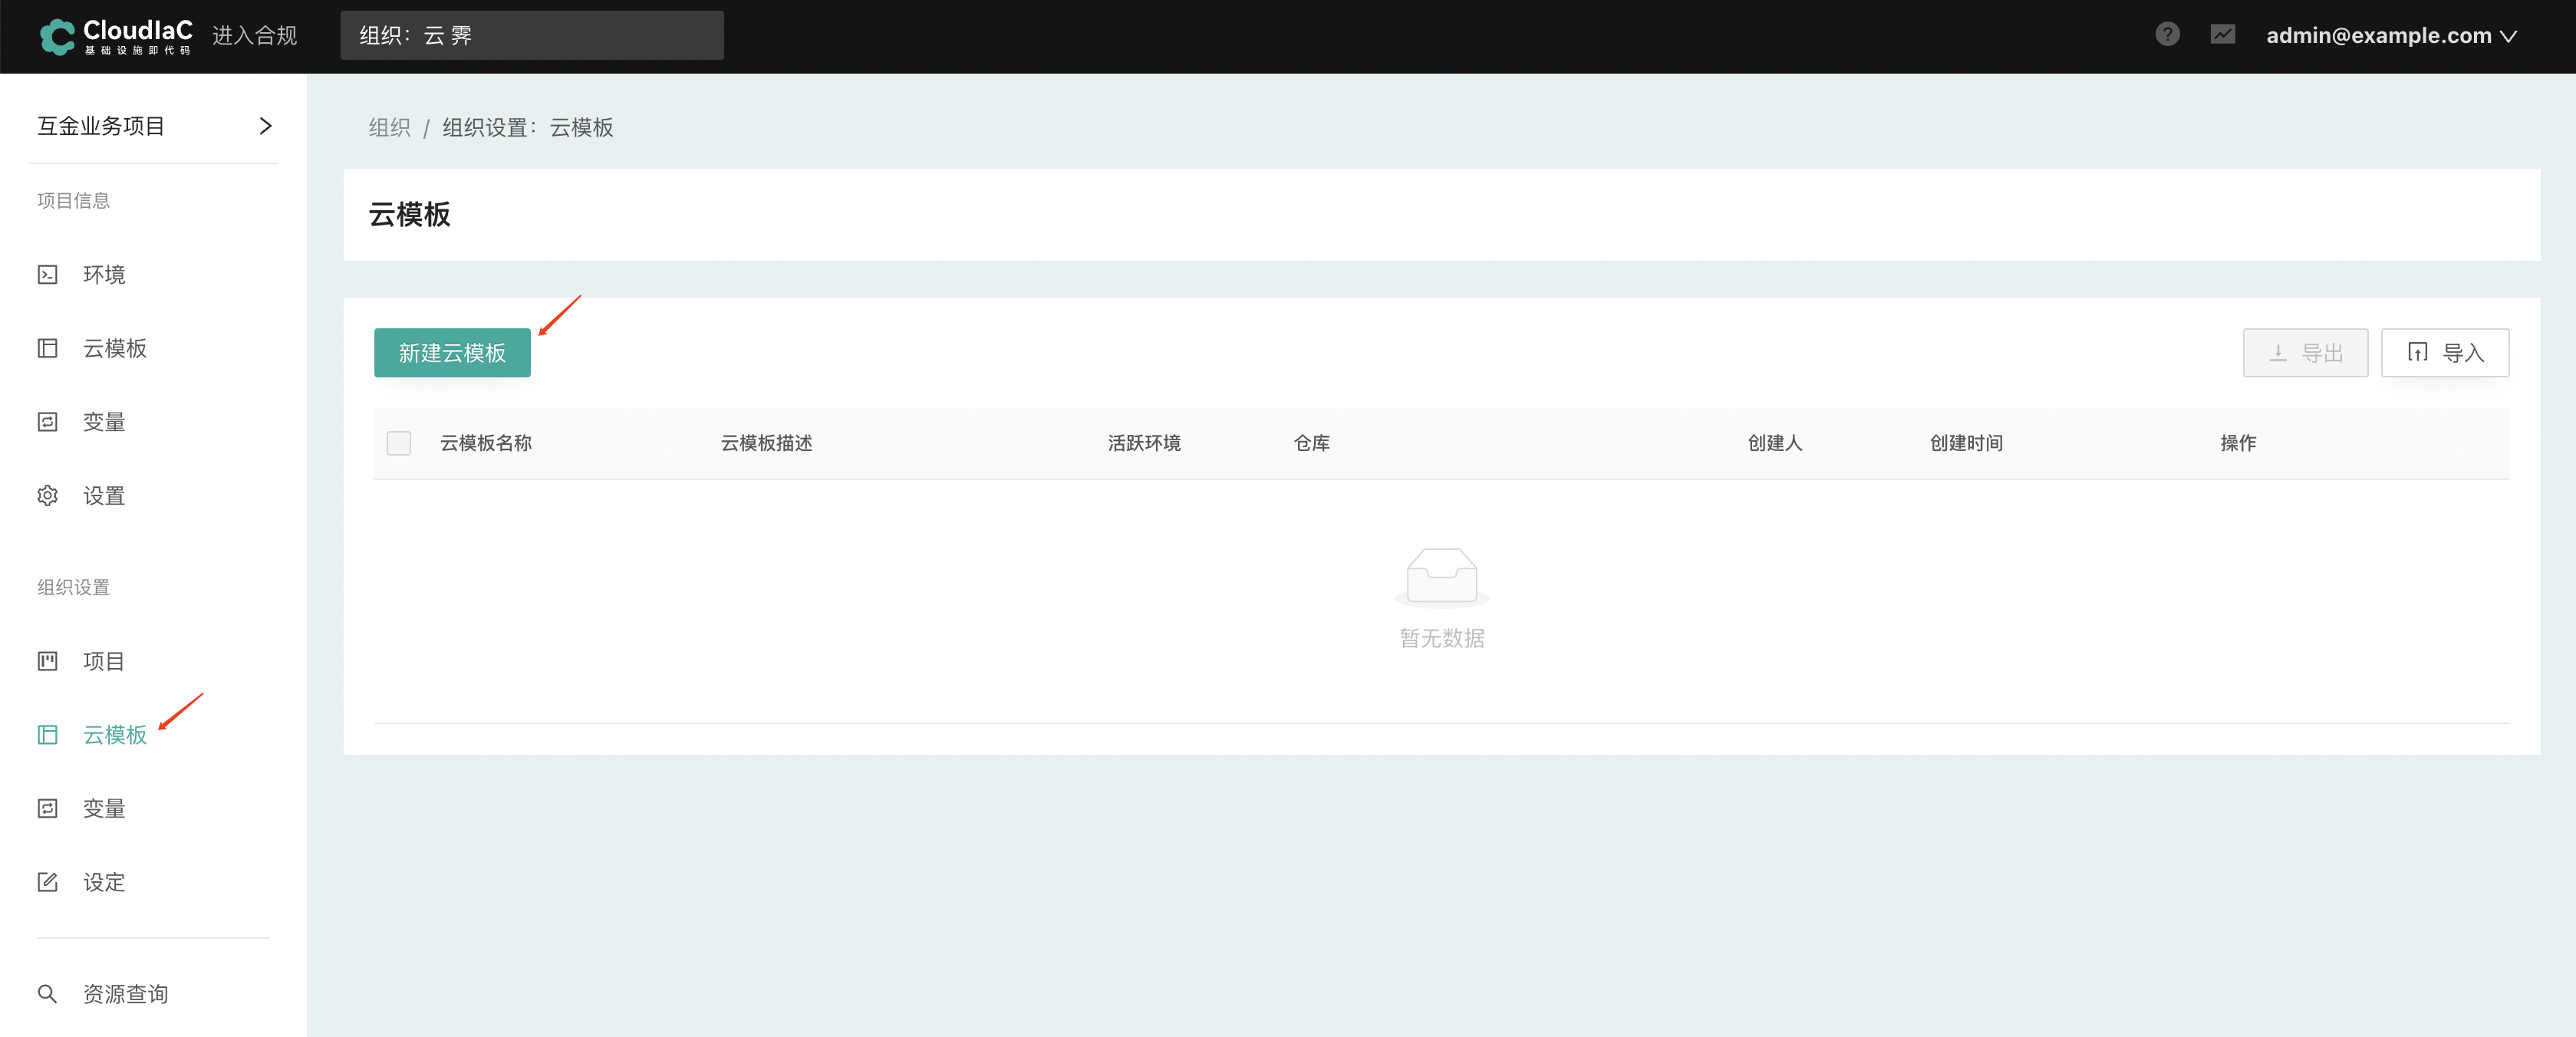 CloudIaC
基础设施即代码
进入合规
组织：云霁
admin@example.com
互金业务项目
项目信息
环境
云模板
变量
设置
组织设置
项目
云模板
变量
设定
资源查询
组织 / 组织设置：云模板
云模板
新建云模板
导出
导入
云模板名称 云模板描述 活跃环境 仓库 创建人 创建时间 操作
暂无数据